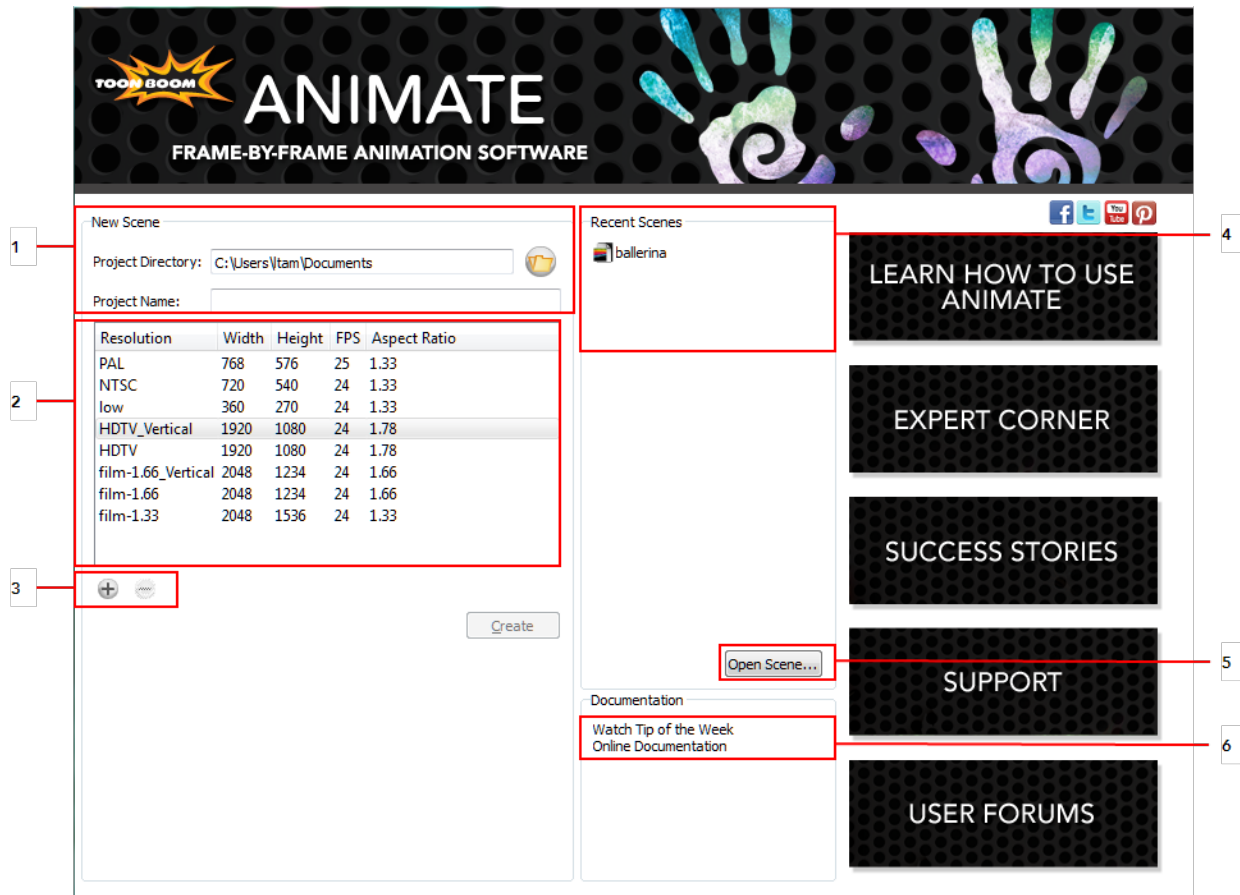 TOON BOOM
ANIMATE
FRAME-BY-FRAME ANIMATION SOFTWARE
1
New Scene
Project Directory: C:\Users\ltam\Documents
Project Name:
2
Resolution Width Height FPS Aspect Ratio
PAL 768 576 25 1.33
NTSC 720 540 24 1.33
low 360 270 24 1.33
HDTV_Vertical 1920 1080 24 1.78
HDTV 1920 1080 24 1.78
film-1.66_Vertical 2048 1234 24 1.66
film-1.66 2048 1234 24 1.66
film-1.33 2048 1536 24 1.33
3
Create
Recent Scenes
ballerina
4
Open Scene...
5
Documentation
Watch Tip of the Week
Online Documentation
6
f
t
You
Tube
p
LEARN HOW TO USE
ANIMATE
EXPERT CORNER
SUCCESS STORIES
SUPPORT
USER FORUMS